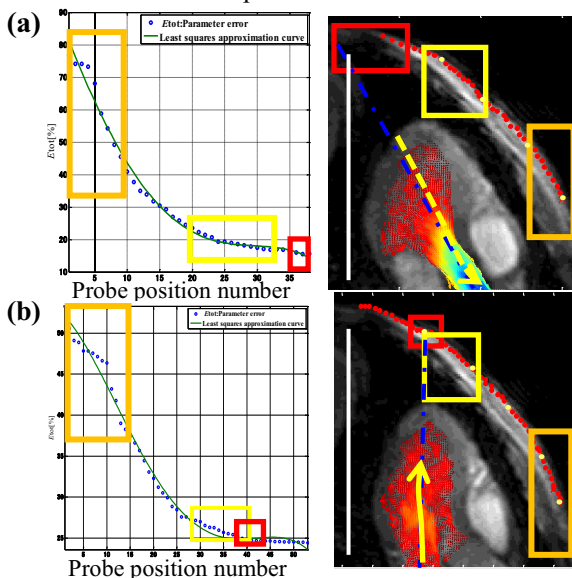 (a)
Etot:Parameter error
Least squares approximation curve
90
80
70
60
50
40
30
20
10
Etot[%]
0 5 10 15 20 25 30 35
Probe position number
(b)
Etot:Parameter error
Least squares approximation curve
50
45
40
35
30
25
Etot[%]
5 10 15 20 25 30 35 40 45 50
Probe position number